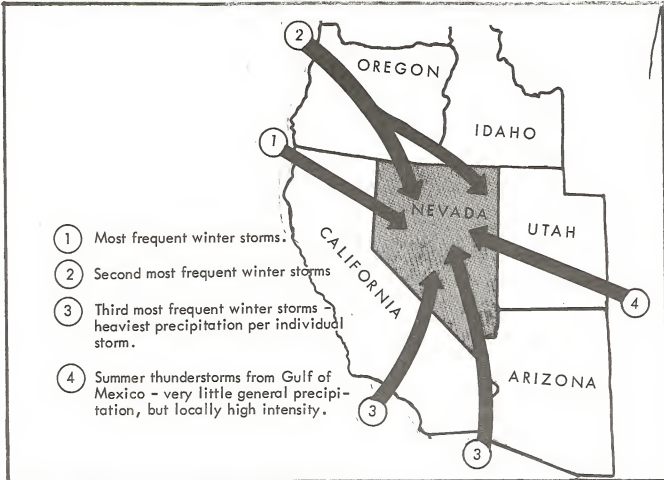 2
OREGON
IDAHO
1
NEVADA
UTAH
CALIFORNIA
1 Most frequent winter storms.
2 Second most frequent winter storms
3 Third most frequent winter storms –
heaviest precipitation per individual
storm.
4 Summer thunderstorms from Gulf of
Mexico – very little general precipi-
tation, but locally high intensity.
4
ARIZONA
3
3